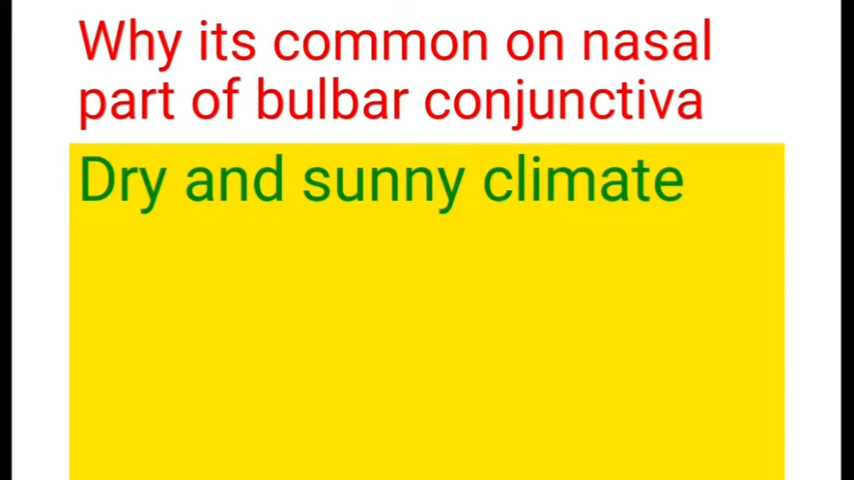 Why its common on nasal
part of bulbar conjunctiva
Dry and sunny climate